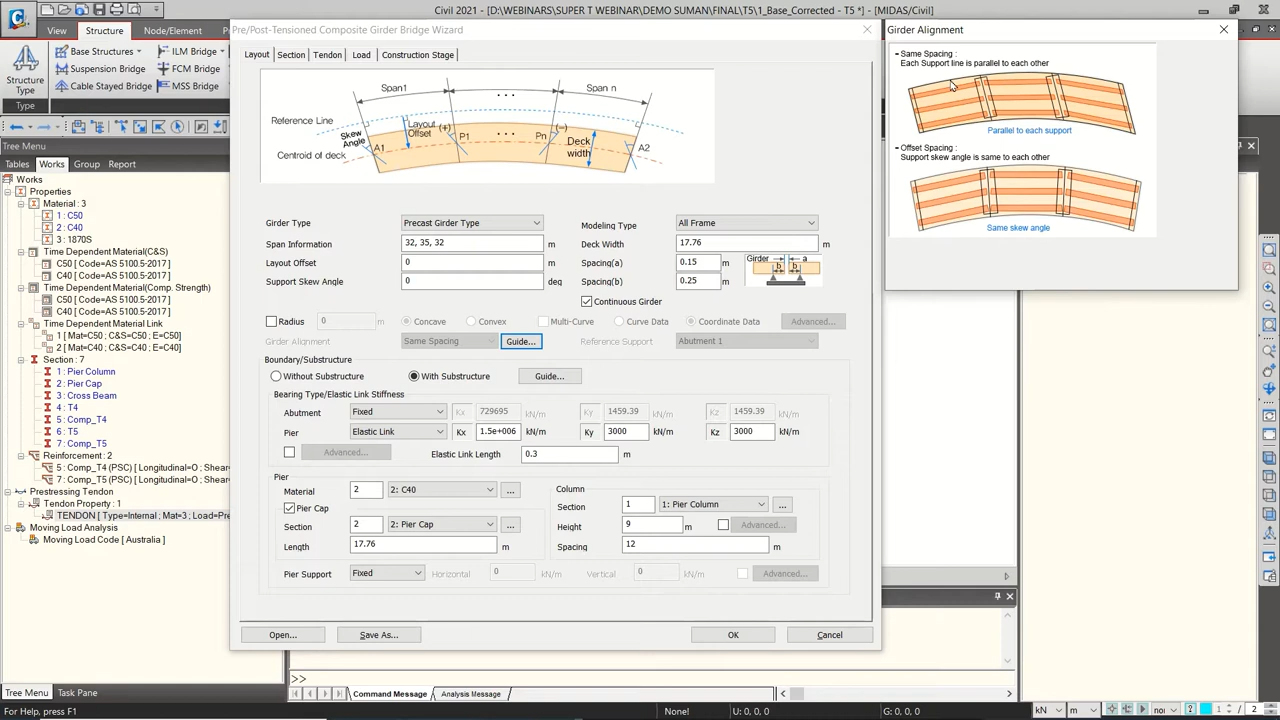 Civil 2021 - [D:\WEBINARS\SUPER T WEBINAR\DEMO SUMAN\FINAL\T5\1_Base_Corrected - T5 *] - [MIDAS/Civil]
View
Structure
Node/Element
Structure
Type
Type
Base Structures
Suspension Bridge
Cable Stayed Bridge
ILM Bridge
FCM Bridge
MSS Bridge
Tree Menu
Tables
Works
Group
Report
Works
Properties
Material : 3
1 : C50
2 : C40
3 : 1870S
Time Dependent Material(C&S)
C50 [ Code=AS 5100.5-2017 ]
C40 [ Code=AS 5100.5-2017 ]
Time Dependent Material(Comp. Strength)
C50 [ Code=AS 5100.5-2017 ]
C40 [ Code=AS 5100.5-2017 ]
Time Dependent Material Link
1 [ Mat=C50; C&S=C50; E=C50]
2 [ Mat=C40; C&S=C40; E=C40]
Section : 7
1 : Pier Column
2 : Pier Cap
3 : Cross Beam
4 : T4
5 : Comp_T4
6 : T5
7 : Comp_T5
Reinforcement : 2
5 : Comp_T4 (PSC) [ Longitudinal=O ; Shear
7 : Comp_T5 (PSC) [ Longitudinal=O ; Shear
Prestressing Tendon
Tendon Property : 1
TENDON [ Type=Internal ; Mat=3 ; Load=Pre
Moving Load Analysis
Moving Load Code [ Australia ]
Tree Menu
Task Pane
For Help, press F1
Pre/Post-Tensioned Composite Girder Bridge Wizard
Layout
Section
Tendon
Load
Construction Stage
Span1
. . .
Span n
Reference Line
Layout
Offset
Skew
Angle
A1
(+)
P1
. . .
Pn
(−)
Deck
width
A2
Centroid of deck
Girder Type
Precast Girder Type
Modeling Type
All Frame
Span Information
32, 35, 32
m
Deck Width
17.76
m
Layout Offset
0
m
Spacing(a)
0.15
m
Girder
a
b
b
Support Skew Angle
0
deg
Spacing(b)
0.25
m
Continuous Girder
Radius
0
m
Concave
Convex
Multi-Curve
Curve Data
Coordinate Data
Advanced...
Girder Alignment
Same Spacing
Guide...
Reference Support
Abutment 1
Boundary/Substructure
Without Substructure
With Substructure
Guide...
Bearing Type/Elastic Link Stiffness
Abutment
Fixed
Kx
729695
kN/m
Ky
1459.39
kN/m
Kz
1459.39
kN/m
Pier
Elastic Link
Kx
1.5e+006
kN/m
Ky
3000
kN/m
Kz
3000
kN/m
Advanced...
Elastic Link Length
0.3
m
Pier
Material
2
2: C40
...
Pier Cap
Section
2
2: Pier Cap
...
Length
17.76
m
Column
Section
1
1: Pier Column
...
Height
9
m
Advanced...
Spacing
12
m
Pier Support
Fixed
Horizontal
0
kN/m
Vertical
0
kN/m
Advanced...
Open...
Save As...
OK
Cancel
Girder Alignment
- Same Spacing :
Each Support line is parallel to each other
Parallel to each support
- Offset Spacing :
Support skew angle is same to each other
Same skew angle
>>
Command Message
Analysis Message
None!
U: 0, 0, 0
G: 0, 0, 0
kN
m
non
1
/
2